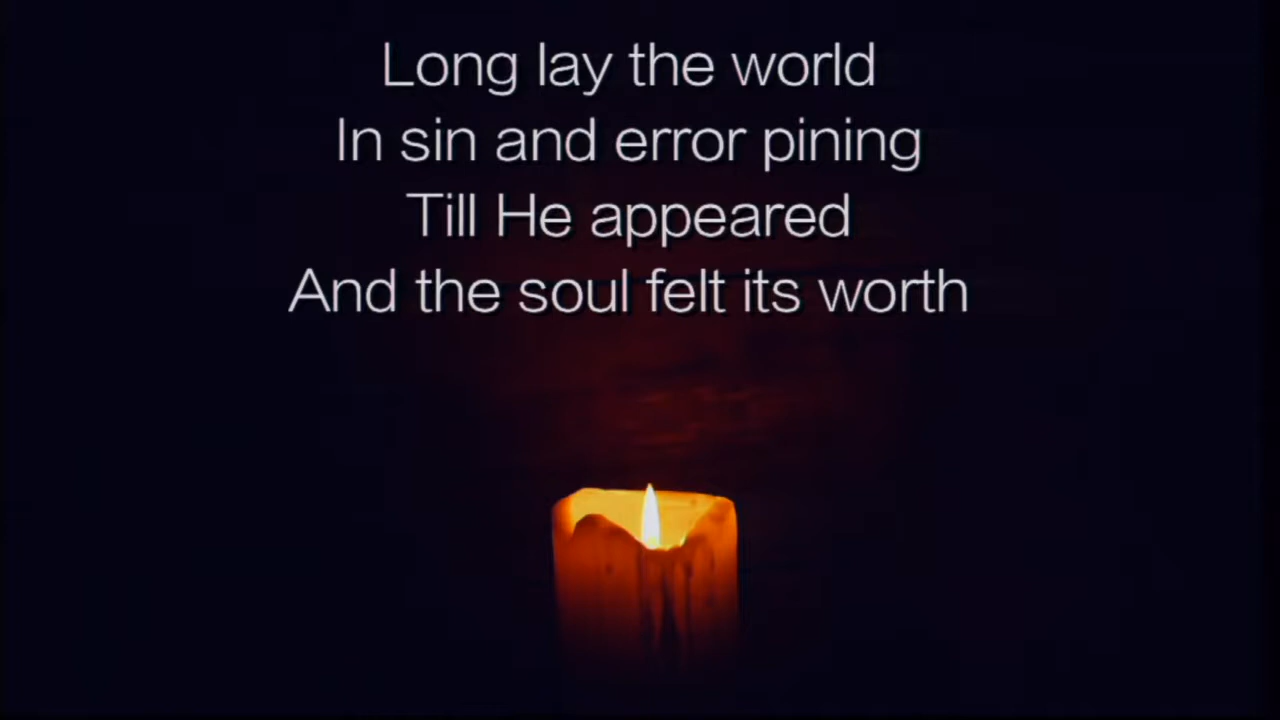 Long lay the world
In sin and error pining
Till He appeared
And the soul felt its worth